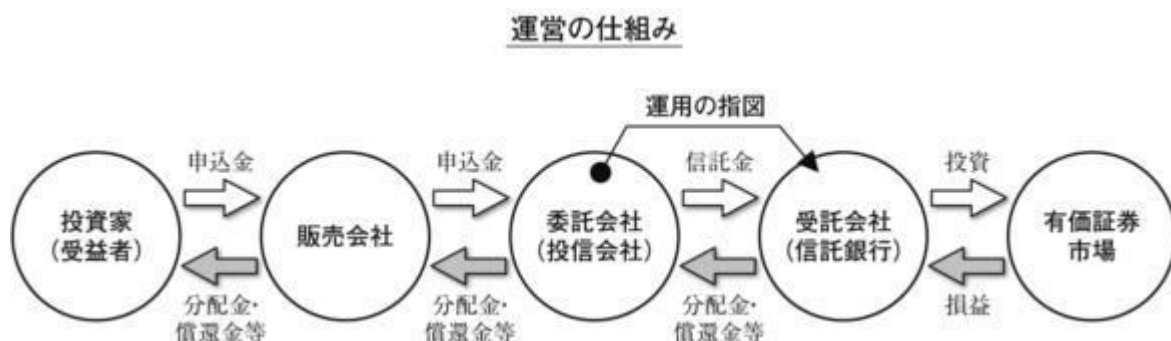 運営の仕組み
運用の指図
申込金
申込金
信託金
投資
投資家
(受益者)
販売会社
委託会社
(投信会社)
受託会社
(信託銀行)
有価証券
市場
分配金・
償還金等
分配金・
償還金等
分配金・
償還金等
損益